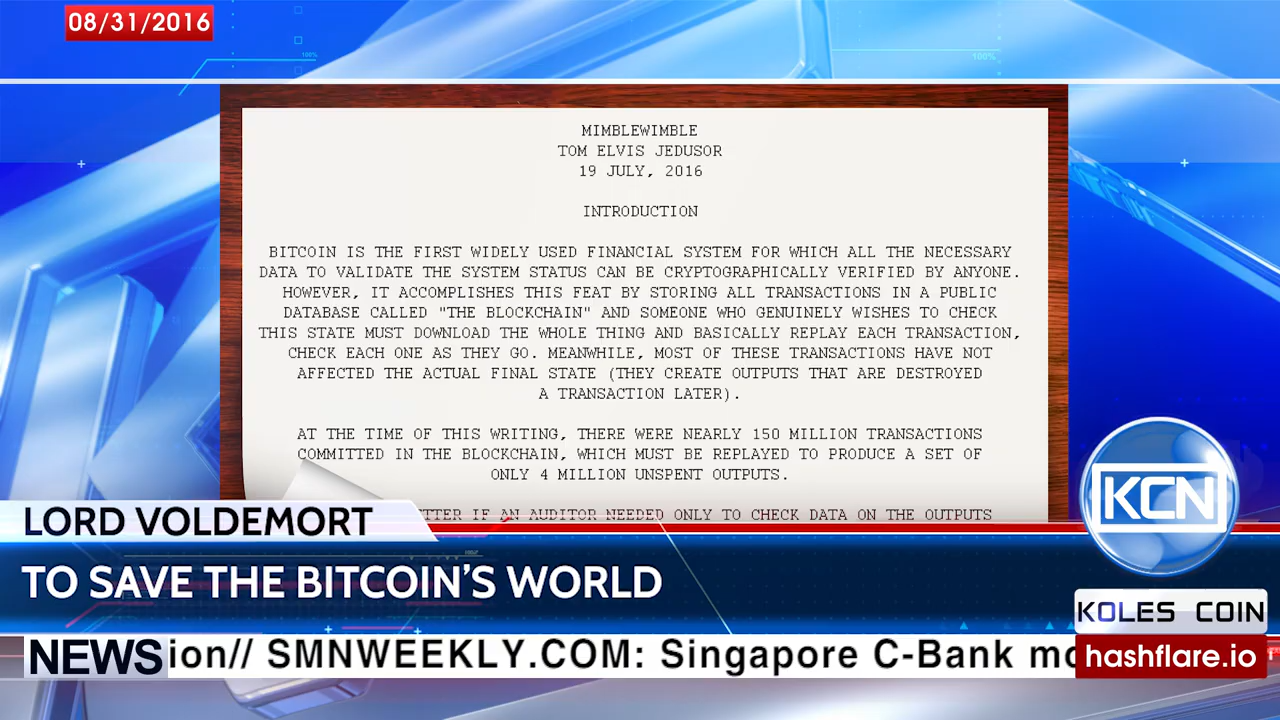 08/31/2016
100%
100%
MIMBLEWIMBLE
TOM ELVIS JEDUSOR
19 JULY, 2016
INTRODUCTION
BITCOIN IS THE FIRST WIDELY USED FINANCIAL SYSTEM FOR WHICH ALL THE NECESSARY
DATA TO VALIDATE THE SYSTEM STATUS CAN BE CRYPTOGRAPHICALLY VERIFIED BY ANYONE.
HOWEVER, IT ACCOMPLISHES THIS FEAT BY STORING ALL TRANSACTIONS IN A PUBLIC
DATABASE CALLED "THE BLOCKCHAIN" AND SOMEONE WHO GENUINELY WISHES TO CHECK
THIS STATE MUST DOWNLOAD THE WHOLE THING AND BASICALLY REPLAY EACH TRANSACTION,
CHECK EACH ONE AS THEY GO. MEANWHILE, MOST OF THESE TRANSACTIONS HAVE NOT
AFFECTED THE ACTUAL FINAL STATE (THEY CREATE OUTPUTS THAT ARE DESTROYED
A TRANSACTION LATER).
AT THE TIME OF THIS WRITING, THERE WERE NEARLY 150 MILLION TRANSACTIONS
COMMITTED IN THE BLOCKCHAIN, WHICH MUST BE REPLAYED TO PRODUCE A SET OF
ONLY 4 MILLION UNSPENT OUTPUTS.
TTER IF AN AUDITOR NEEDED ONLY TO CHECK DATA ON THE OUTPUTS
LORD VOLDEMORT
TO SAVE THE BITCOIN'S WORLD
KCN
KOLES COIN
NEWS
ion// SMNWEEKLY.COM: Singapore C-Bank mo
hashflare.io